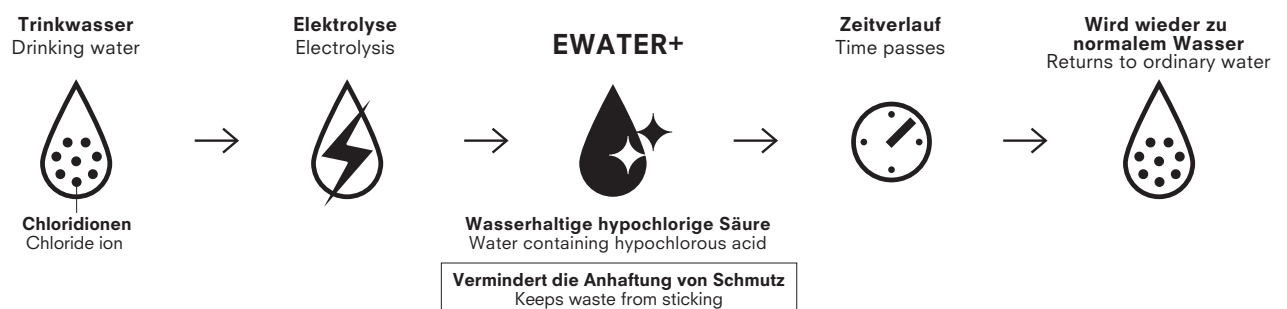 Trinkwasser
Drinking water
Elektrolyse
Electrolysis
EWATER+
Zeitverlauf
Time passes
Wird wieder zu
normalem Wasser
Returns to ordinary water
Chloridionen
Chloride ion
Wasserhaltige hypochlorige Säure
Water containing hypochlorous acid
Vermindert die Anhaftung von Schmutz
Keeps waste from sticking